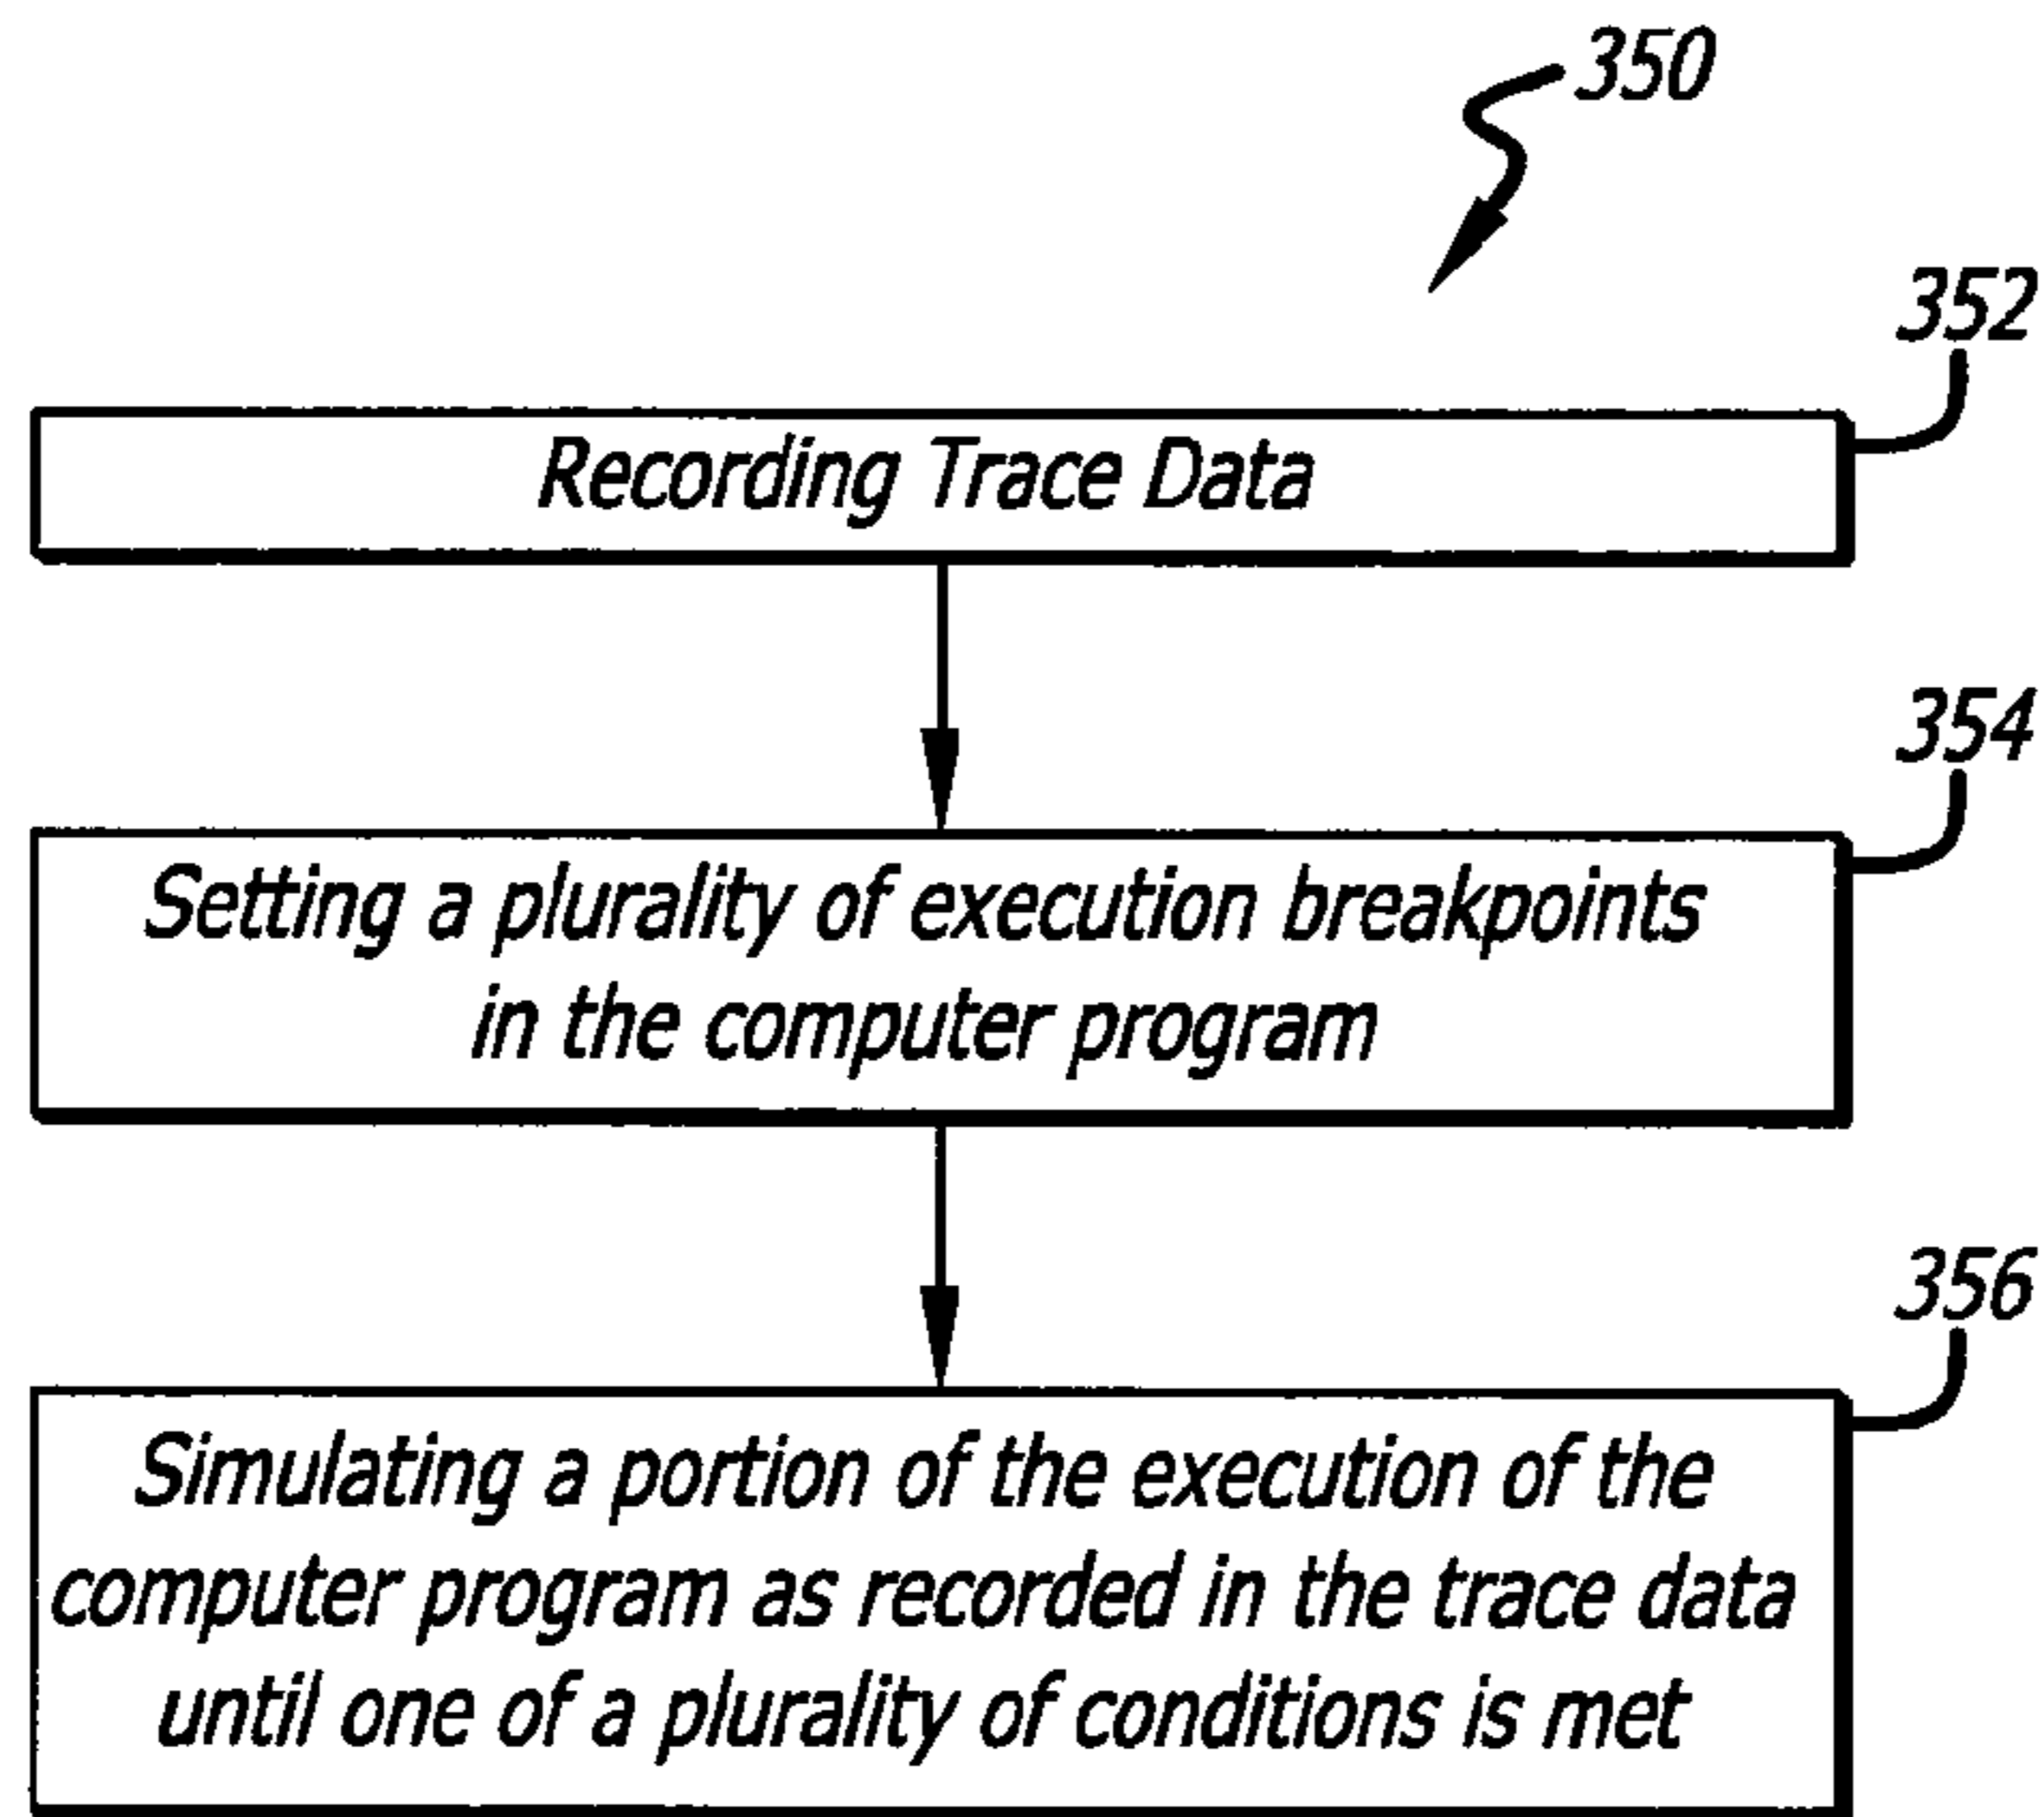 350
352
Recording Trace Data
354
Setting a plurality of execution breakpoints
in the computer program
356
Simulating a portion of the execution of the
computer program as recorded in the trace data
until one of a plurality of conditions is met